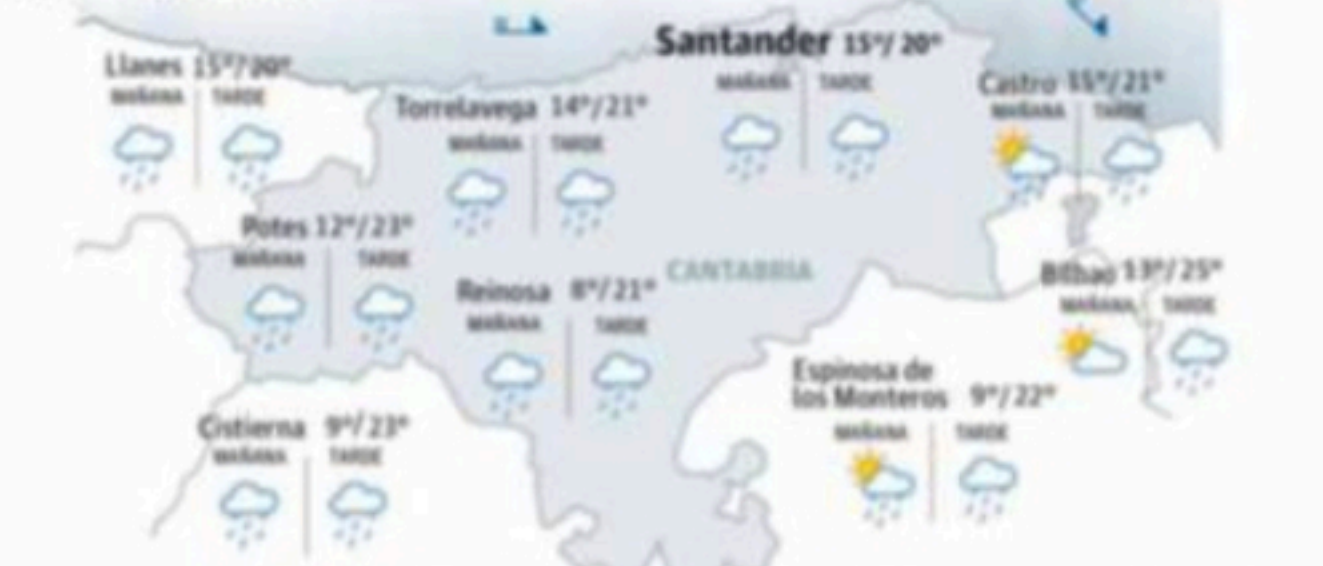 Santander 15°/20°
MAÑANA TARDE
Llanes 15°/20°
MAÑANA TARDE
Castro 15°/21°
MAÑANA TARDE
Torrelavega 14°/21°
MAÑANA TARDE
Potes 12°/23°
MAÑANA TARDE
CANTABRIA
Bilbao 13°/25°
MAÑANA TARDE
Reinosa 8°/21°
MAÑANA TARDE
Espinosa de
los Monteros 9°/22°
MAÑANA TARDE
Cistierna 9°/23°
MAÑANA TARDE